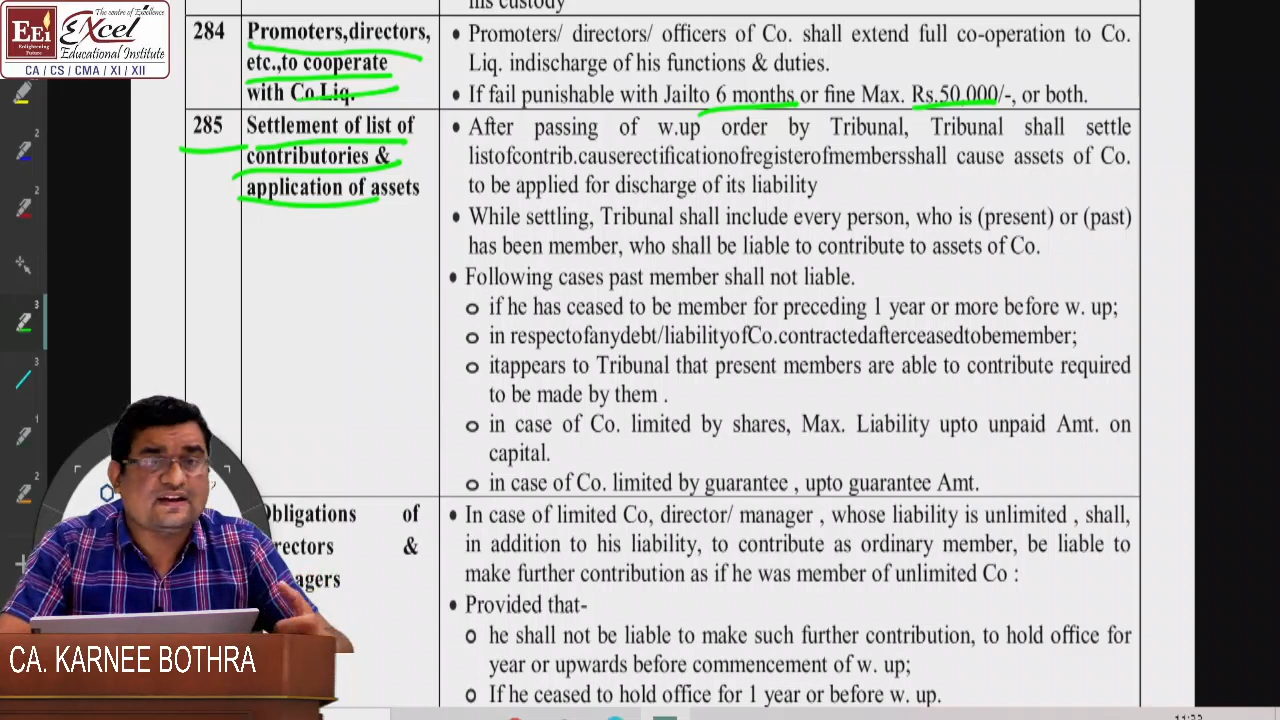 his custody
The centre of Excellence
EEi
Enlightening
Future
EXcel
Educational Institute
CA / CS / CMA / XI / XII
284
Promoters,directors,
etc.,to cooperate
with Co.Liq.
• Promoters/ directors/ officers of Co. shall extend full co-operation to Co.
Liq. indischarge of his functions & duties.
• If fail punishable with Jailto 6 months or fine Max. Rs.50,000/-, or both.
285
Settlement of list of
contributories &
application of assets
• After passing of w.up order by Tribunal, Tribunal shall settle
listofcontrib.causerectificationofregisterofmembersshall cause assets of Co.
to be applied for discharge of its liability
• While settling, Tribunal shall include every person, who is (present) or (past)
has been member, who shall be liable to contribute to assets of Co.
• Following cases past member shall not liable.
o if he has ceased to be member for preceding 1 year or more before w. up;
o in respectofanydebt/liabilityofCo.contractedafterceasedtobemember;
o itappears to Tribunal that present members are able to contribute required
to be made by them .
o in case of Co. limited by shares, Max. Liability upto unpaid Amt. on
capital.
o in case of Co. limited by guarantee , upto guarantee Amt.
Obligations of
rectors &
agers
• In case of limited Co, director/ manager , whose liability is unlimited , shall,
in addition to his liability, to contribute as ordinary member, be liable to
make further contribution as if he was member of unlimited Co :
• Provided that-
o he shall not be liable to make such further contribution, to hold office for
year or upwards before commencement of w. up;
o If he ceased to hold office for 1 year or before w. up.
CA. KARNEE BOTHRA